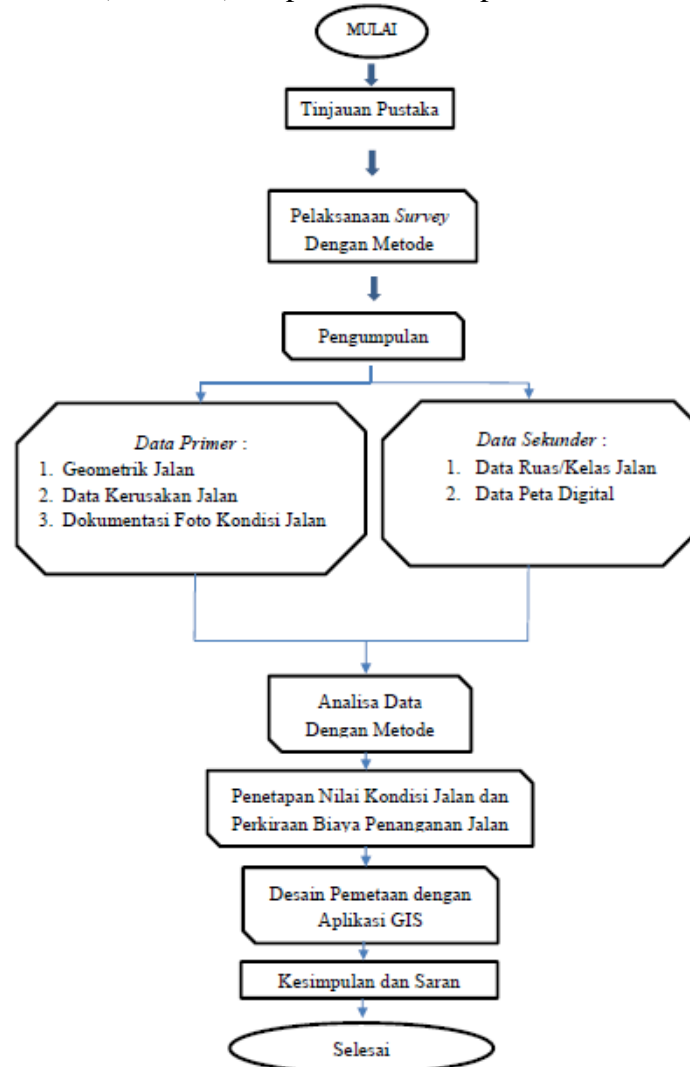 MULAI
Tinjauan Pustaka
Pelaksanaan Survey
Dengan Metode
Pengumpulan
Data Primer :
1. Geometrik Jalan
2. Data Kerusakan Jalan
3. Dokumentasi Foto Kondisi Jalan
Data Sekunder :
1. Data Ruas/Kelas Jalan
2. Data Peta Digital
Analisa Data
Dengan Metode
Penetapan Nilai Kondisi Jalan dan
Perkiraan Biaya Penanganan Jalan
Desain Pemetaan dengan
Aplikasi GIS
Kesimpulan dan Saran
Selesai